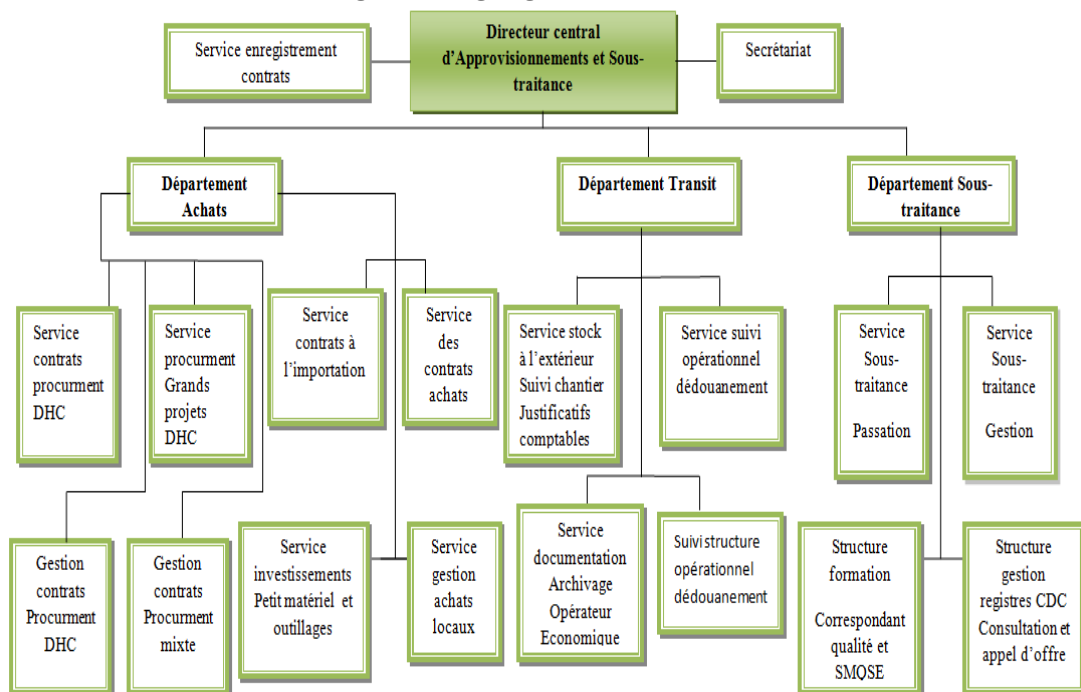 Service enregistrement
contrats
Directeur central
d'Approvisionnements et Sous-
traitance
Secrétariat
Département
Achats
Département Transit
Département Sous-
traitance
Service
contrats
procurment
DHC
Service
procurment
Grands
projets
DHC
Service
contrats à
l'importation
Service
des
contrats
achats
Service stock
à l'extérieur
Suivi chantier
Justificatifs
comptables
Service suivi
opérationnel
dédouanement
Service
Sous-
traitance
Passation
Service
Sous-
traitance
Gestion
Gestion
contrats
Procurment
DHC
Gestion
contrats
Procurment
mixte
Service
investissements
Petit matériel et
outillages
Service
gestion
achats
locaux
Service
documentation
Archivage
Opérateur
Economique
Suivi structure
opérationnel
dédouanement
Structure
formation
Correspondant
qualité et
SMQSE
Structure
gestion
registres CDC
Consultation et
appel d'offre